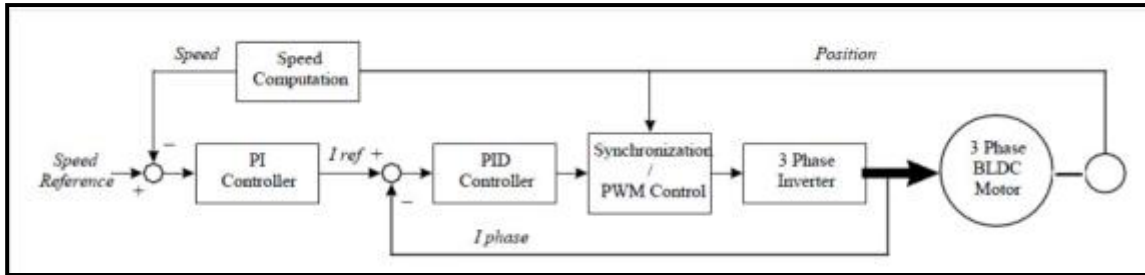 Speed
Speed
Computation
Position
Speed
Reference
−
+
PI
Controller
I ref +
−
PID
Controller
Synchronization
/
PWM Control
3 Phase
Inverter
3 Phase
BLDC
Motor
I phase